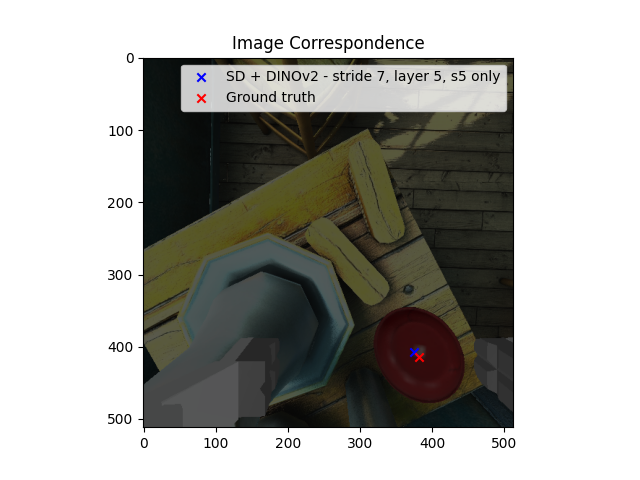 Image Correspondence
SD + DINOv2 - stride 7, layer 5, s5 only
Ground truth
0
100
200
300
400
500
0 100 200 300 400 500